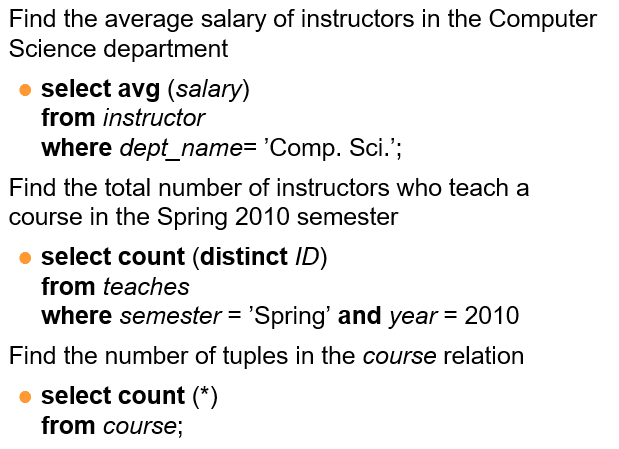 Find the average salary of instructors in the Computer
Science department
● select avg (salary)
from instructor
where dept_name= ’Comp. Sci.’;
Find the total number of instructors who teach a
course in the Spring 2010 semester
● select count (distinct ID)
from teaches
where semester = ’Spring’ and year = 2010
Find the number of tuples in the course relation
● select count (*)
from course;